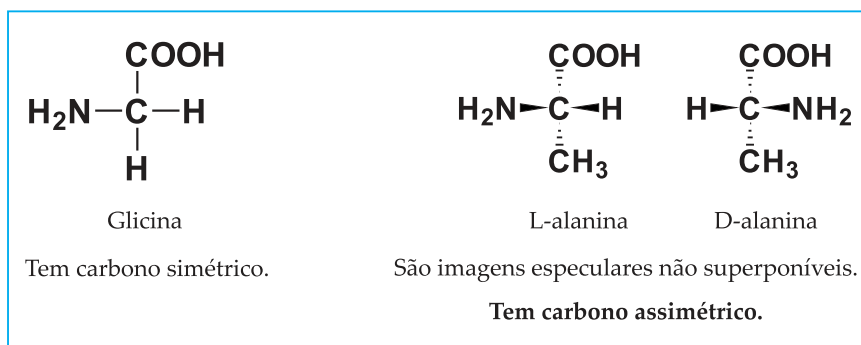 COOH
H₂N—C—H
H
Glicina
Tem carbono simétrico.
COOH
H₂N C H
CH₃
L-alanina
COOH
H C NH₂
CH₃
D-alanina
São imagens especulares não superponíveis.
Tem carbono assimétrico.